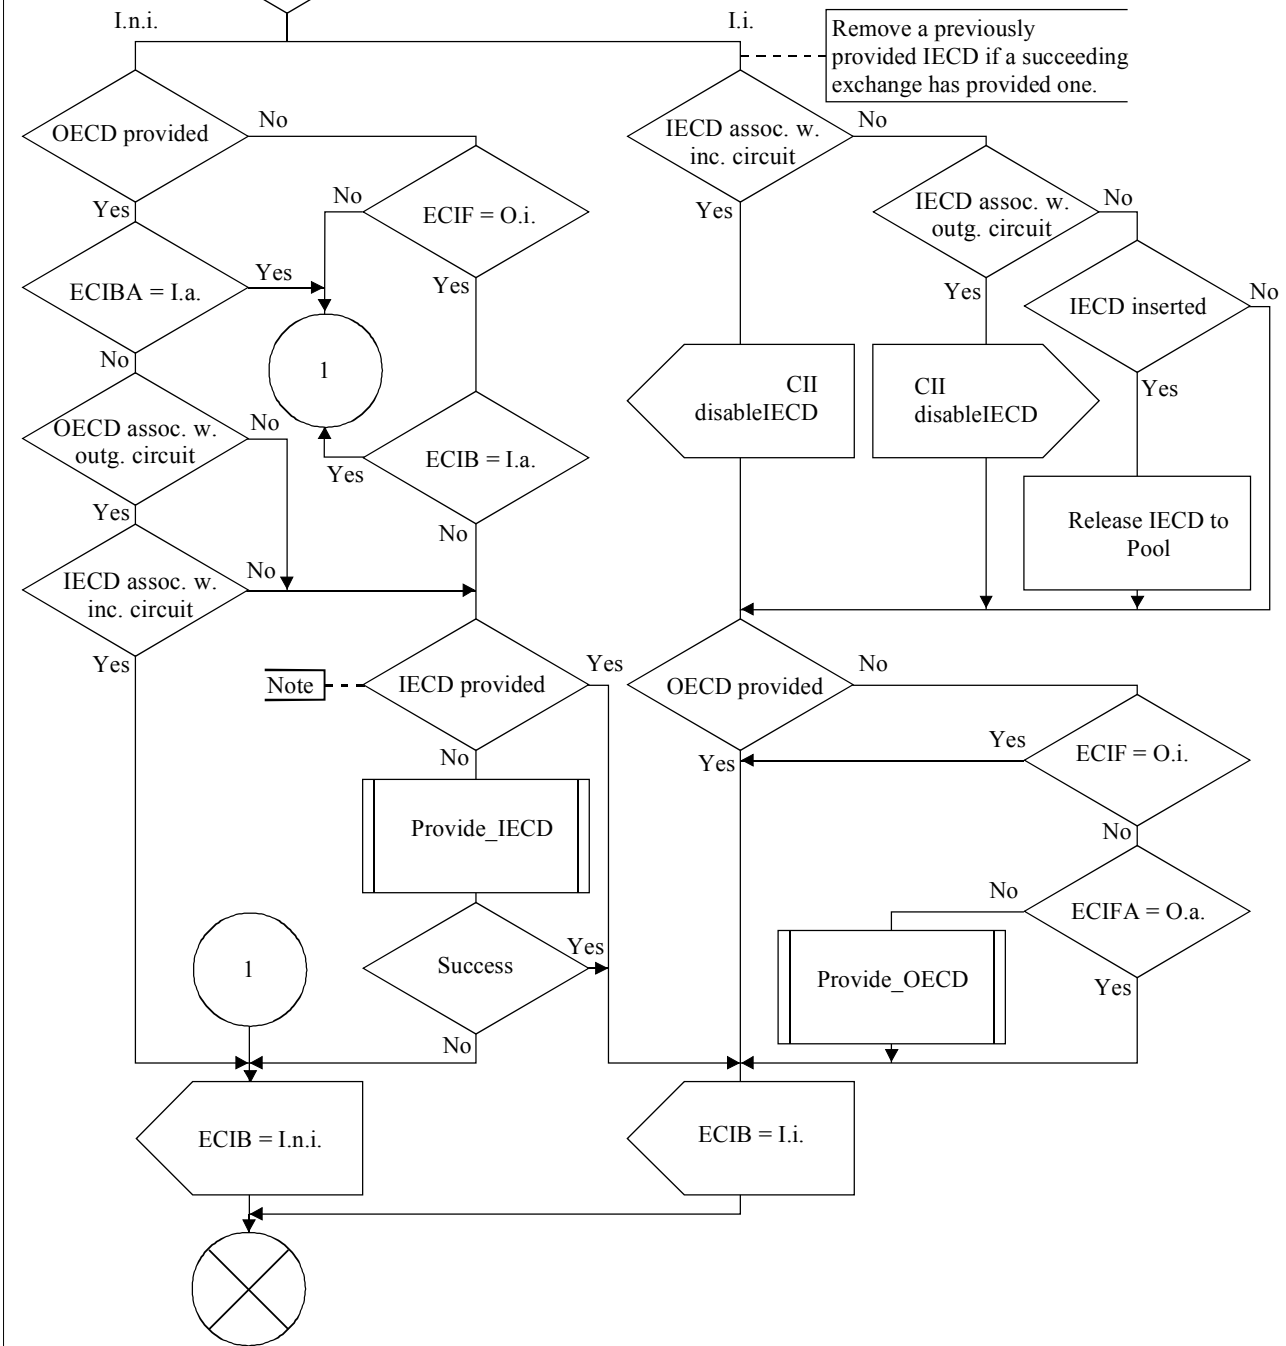 I.n.i.
I.i.
Remove a previously
provided IECD if a succeeding
exchange has provided one.
OECD provided
No
Yes
ECIF = O.i.
No
Yes
ECIBA = I.a.
Yes
No
1
ECIB = I.a.
Yes
No
OECD assoc. w.
outg. circuit
No
Yes
IECD assoc. w.
inc. circuit
No
Yes
Note
IECD provided
Yes
No
Provide_IECD
Success
Yes
No
1
ECIB = I.n.i.
IECD assoc. w.
inc. circuit
No
Yes
IECD assoc. w.
outg. circuit
No
Yes
IECD inserted
No
Yes
CII
disableIECD
CII
disableIECD
Release IECD to
Pool
OECD provided
No
Yes
ECIF = O.i.
Yes
No
ECIFA = O.a.
No
Yes
Provide_OECD
ECIB = I.i.